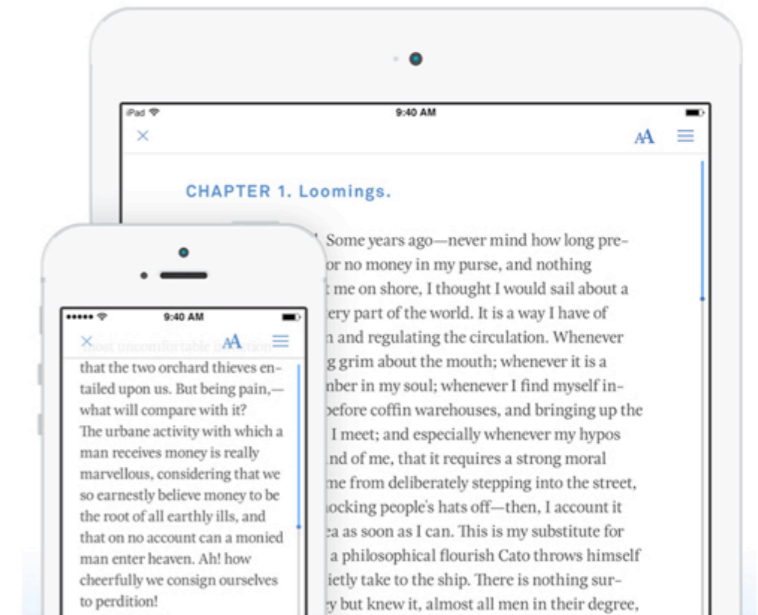 iPad
9:40 AM
AA
CHAPTER 1. Loomings.
Some years ago—never mind how long pre-
or no money in my purse, and nothing
me on shore, I thought I would sail about a
ery part of the world. It is a way I have of
and regulating the circulation. Whenever
g grim about the mouth; whenever it is a
mber in my soul; whenever I find myself in-
before coffin warehouses, and bringing up the
I meet; and especially whenever my hypos
nd of me, that it requires a strong moral
me from deliberately stepping into the street,
ocking people's hats off—then, I account it
ea as soon as I can. This is my substitute for
a philosophical flourish Cato throws himself
ietly take to the ship. There is nothing sur-
y but knew it, almost all men in their degree,
9:40 AM
AA
most uncomfortable
that the two orchard thieves en-
tailed upon us. But being pain,—
what will compare with it?
The urbane activity with which a
man receives money is really
marvellous, considering that we
so earnestly believe money to be
the root of all earthly ills, and
that on no account can a monied
man enter heaven. Ah! how
cheerfully we consign ourselves
to perdition!